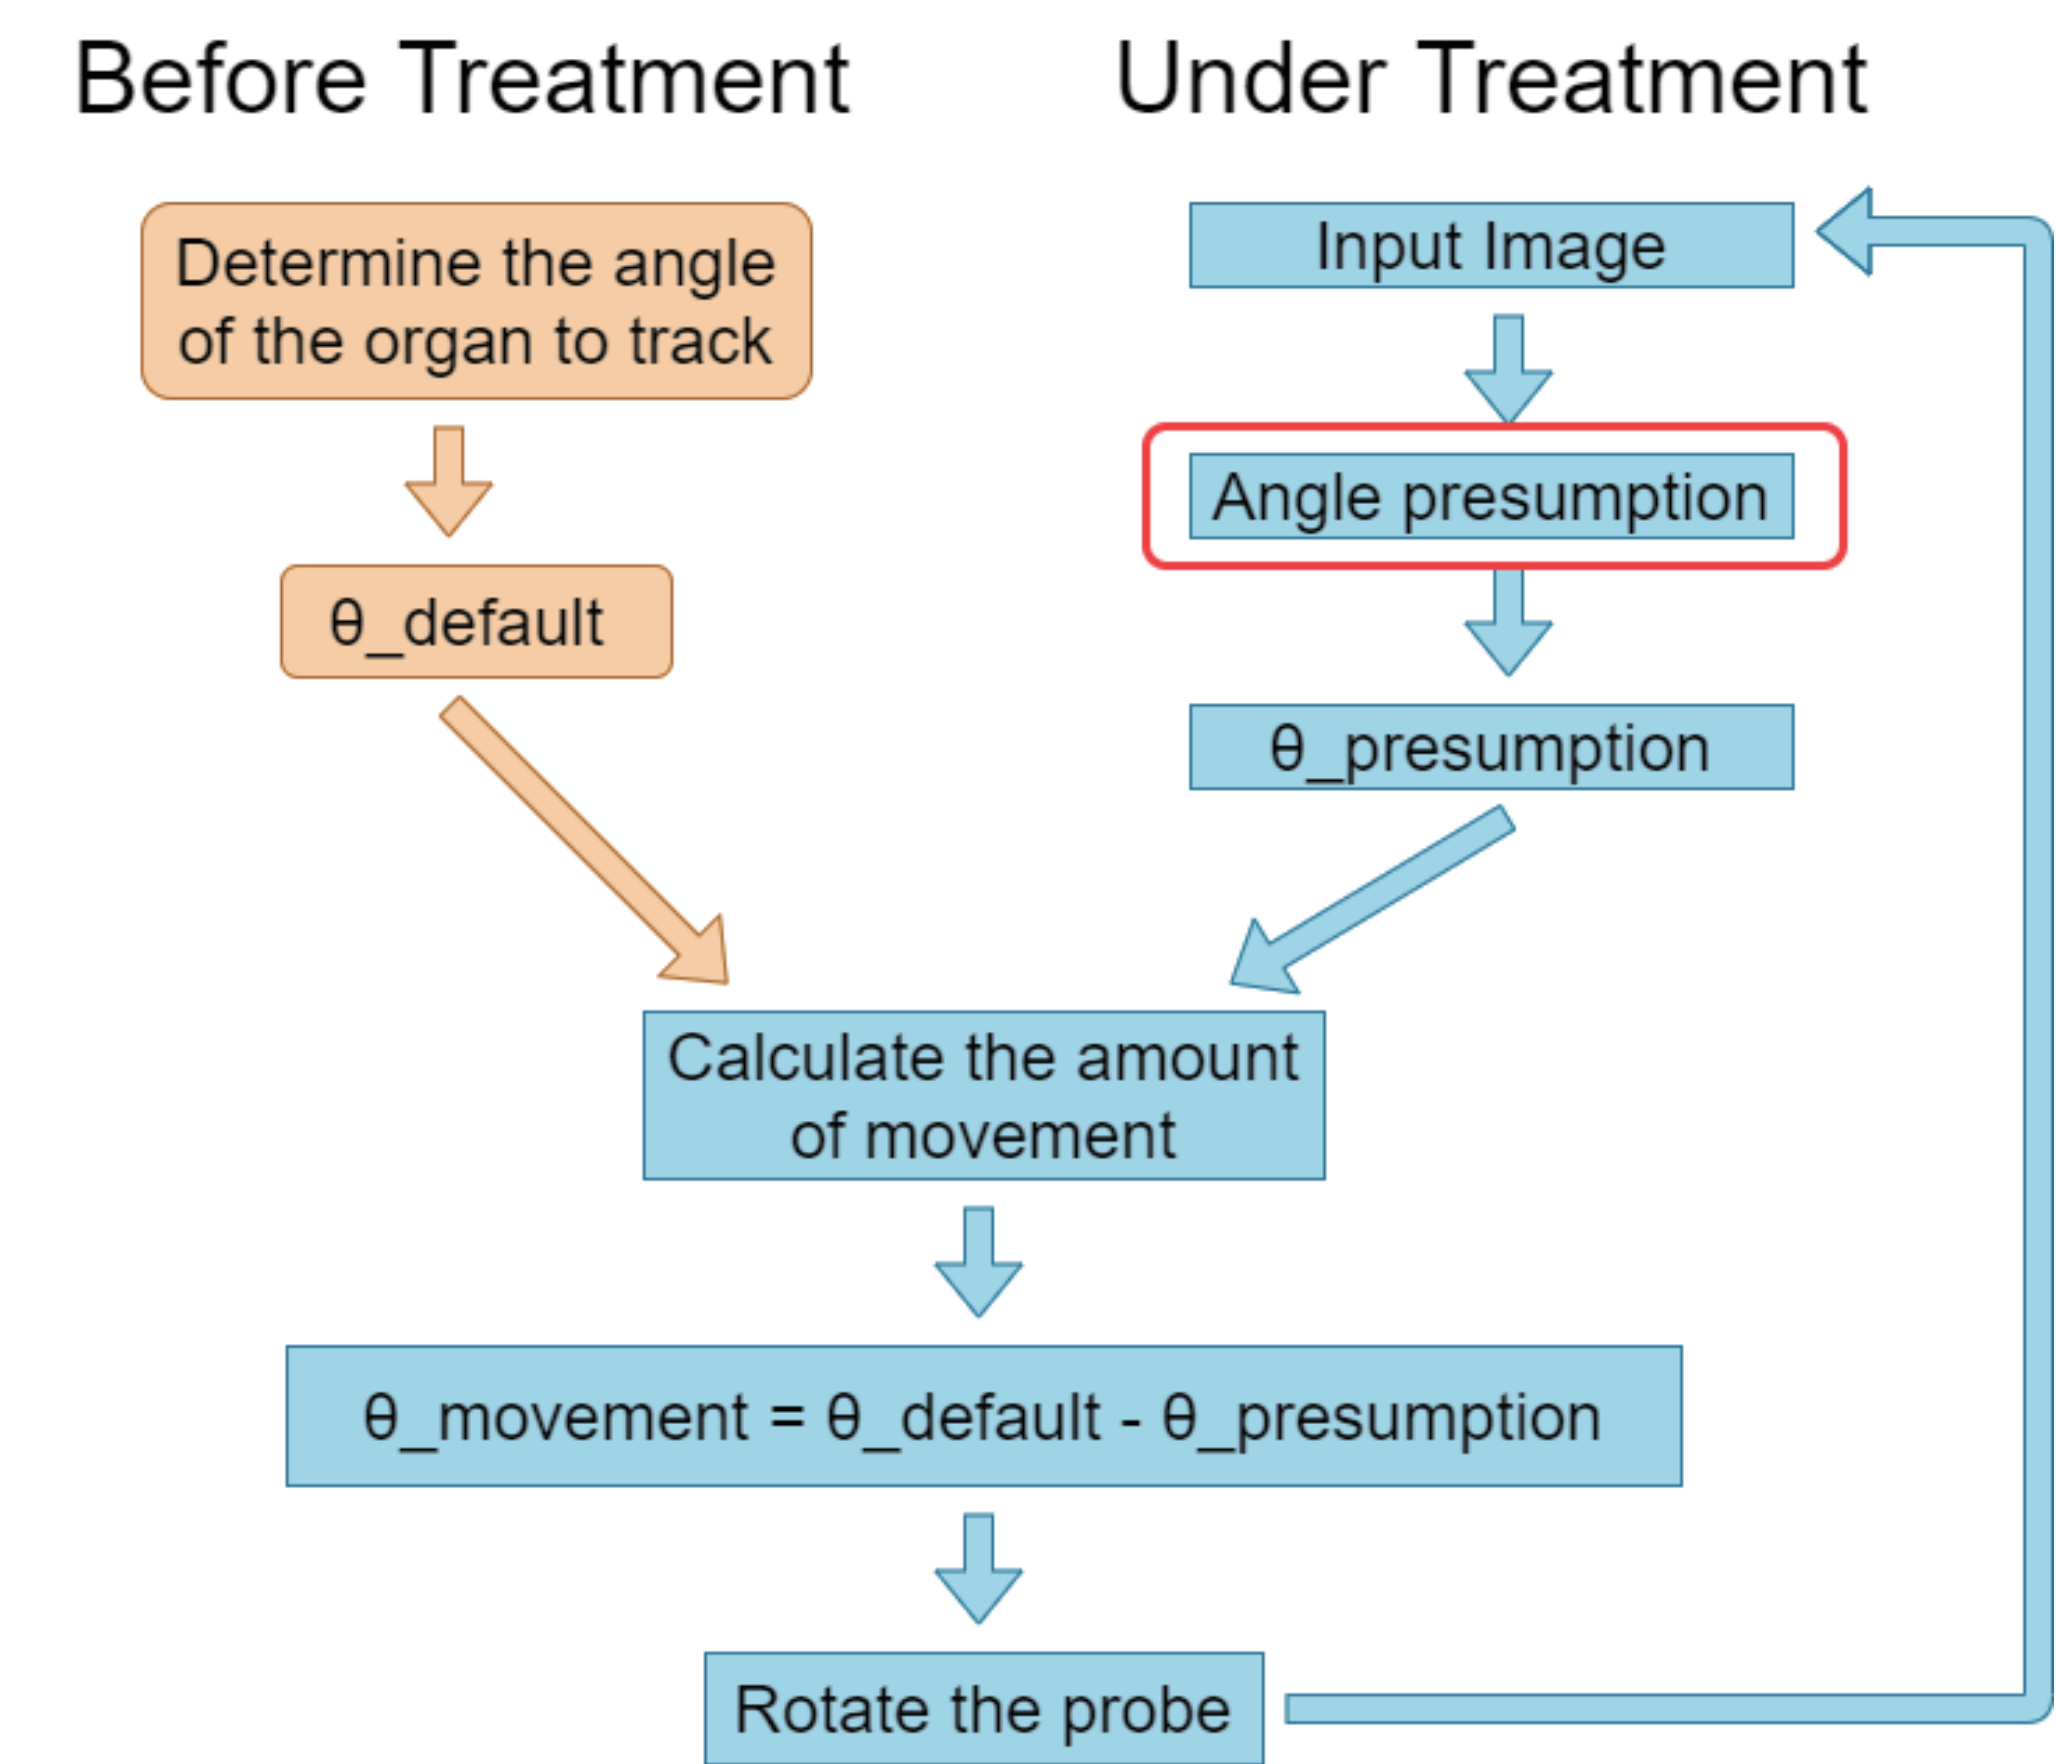 Before Treatment
Under Treatment
Determine the angle
of the organ to track
θ_default
Input Image
Angle presumption
θ_presumption
Calculate the amount
of movement
θ_movement = θ_default - θ_presumption
Rotate the probe